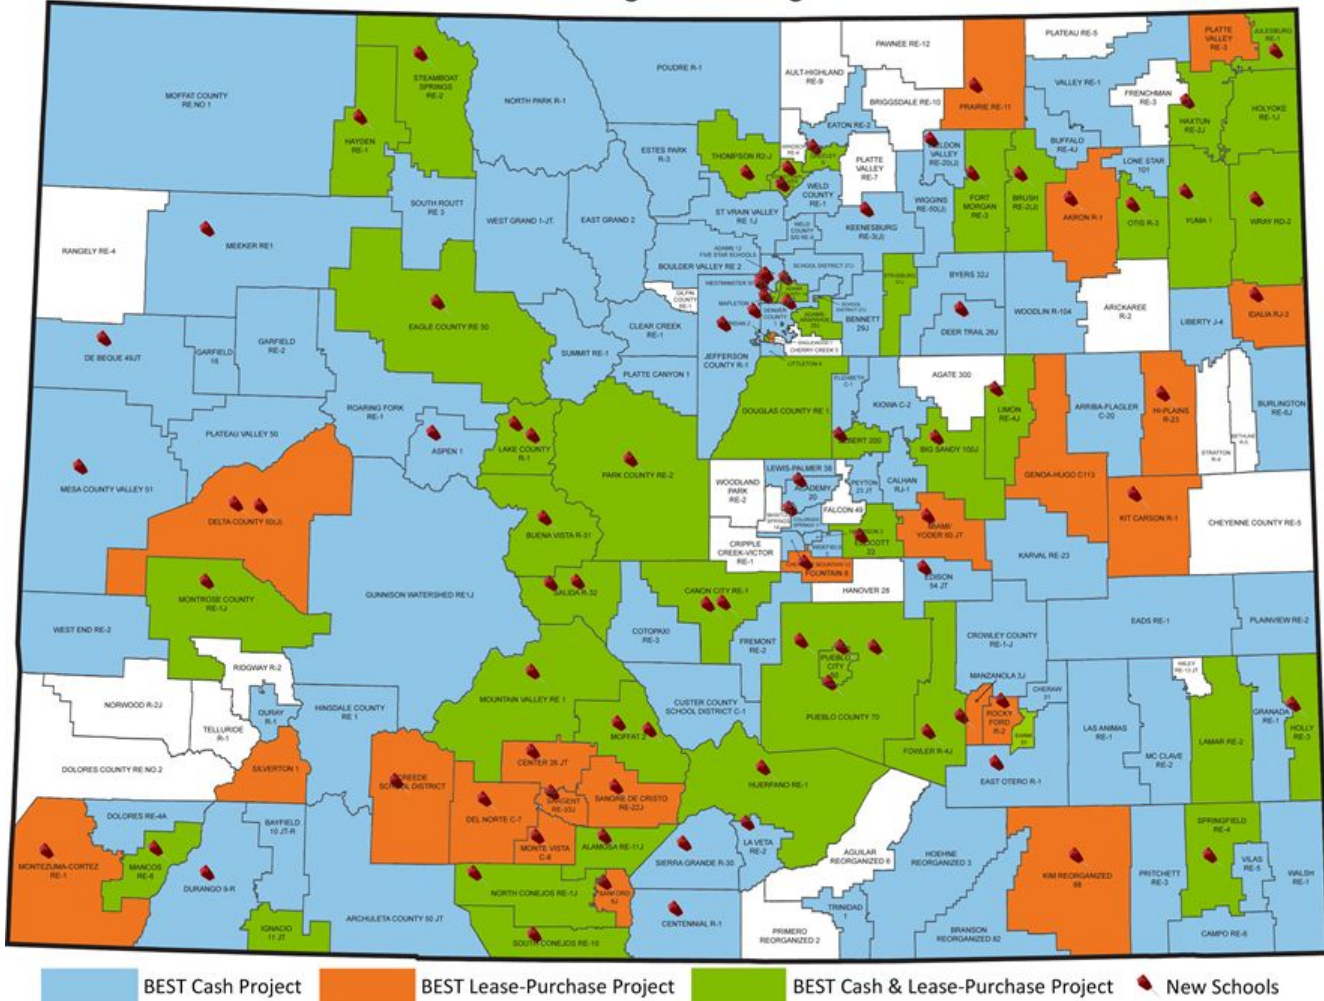 MOFFAT COUNTY
RE NO 1
HAYDEN
RE-1
STEAMBOAT
SPRINGS
RE-2
NORTH PARK R-1
POUDRE R-1
AULT-HIGHLAND
RE-9
PAWNEE RE-12
BRIGGSDALE RE-10
PRAIRIE RE-11
PLATEAU RE-5
PLATTE
VALLEY
RE-3
JULESBURG
RE-1
VALLEY RE-1
FRENCHMAN
RE-3
HAXTUN
RE-2J
HOLYOKE
RE-1J
EATON RE-2
ESTES PARK
R-3
THOMPSON R2-J
PLATTE
VALLEY
RE-7
WELD
COUNTY
RE-1
WELDON
VALLEY
RE-20(J)
BUFFALO
RE-4J
LONE STAR
101
SOUTH ROUTT
RE 3
WEST GRAND 1-JT.
EAST GRAND 2
ST VRAIN VALLEY
RE 1J
KEENESBURG
RE-3(J)
WIGGINS
RE-50(J)
FORT
MORGAN
RE-3
BRUSH
RE-2(J)
AKRON R-1
OTIS R-3
YUMA 1
WRAY RD-2
RANGELY RE-4
MEEKER RE1
ADAMS 12
FIVE STAR SCHOOLS
BOULDER VALLEY RE 2
SCHOOL DISTRICT 27J
EAGLE COUNTY RE 50
GILPIN
COUNTY
RE-1
MAPLETON 1
STRASBURG
31J
BYERS 32J
WOODLIN R-104
ARICKAREE
R-2
LIBERTY J-4
IDALIA RJ-3
DE BEQUE 49JT
GARFIELD
16
GARFIELD
RE-2
SUMMIT RE-1
CLEAR CREEK
RE-1
BENNETT
29J
DEER TRAIL 26J
JEFFERSON
COUNTY R-1
CHERRY CREEK 5
LITTLETON 6
PLATTE CANYON 1
ROARING FORK
RE-1
ASPEN 1
PLATEAU VALLEY 50
LAKE COUNTY
R-1
PARK COUNTY RE-2
DOUGLAS COUNTY RE 1
ELIZABETH
C-1
KIOWA C-2
AGATE 300
LIMON
RE-4J
ARRIBA-FLAGLER
C-20
HI-PLAINS
R-23
STRATTON
R-4
BETHUNE
R-5
BURLINGTON
RE-6J
ELBERT 200
BIG SANDY 100J
MESA COUNTY VALLEY 51
DELTA COUNTY 50(J)
BUENA VISTA R-31
WOODLAND
PARK
RE-2
LEWIS-PALMER 38
ACADEMY
20
PEYTON
23 JT
CALHAN
RJ-1
FALCON 49
GENOA-HUGO C113
KIT CARSON R-1
CHEYENNE COUNTY RE-5
CRIPPLE
CREEK-VICTOR
RE-1
ELLICOTT
22
MIAMI/
YODER 60 JT
KARVAL RE-23
FOUNTAIN 8
HANOVER 28
EDISON
54 JT
MONTROSE COUNTY
RE-1J
GUNNISON WATERSHED RE1J
SALIDA R-32
CANON CITY RE-1
COTOPAXI
RE-3
FREMONT
RE-2
WEST END RE-2
RIDGWAY R-2
PUEBLO
CITY
60
PUEBLO COUNTY 70
CROWLEY COUNTY
RE-1-J
EADS RE-1
PLAINVIEW RE-2
NORWOOD R-2J
TELLURIDE
R-1
OURAY
R-1
HINSDALE COUNTY
RE 1
MOUNTAIN VALLEY RE 1
CUSTER COUNTY
SCHOOL DISTRICT C-1
MOFFAT 2
FOWLER R-4J
MANZANOLA 3J
ROCKY
FORD
R-2
CHERAW
31
LAS ANIMAS
RE-1
MC CLAVE
RE-2
LAMAR RE-2
GRANADA
RE-1
HOLLY
RE-3
DOLORES COUNTY RE NO.2
SILVERTON 1
CREEDE
SCHOOL DISTRICT
CENTER 26 JT
SARGENT
RE-33J
SANGRE DE CRISTO
RE-22J
HUERFANO RE-1
EAST OTERO R-1
DOLORES RE-4A
BAYFIELD
10 JT-R
DEL NORTE C-7
MONTE VISTA
C-8
ALAMOSA RE-11J
SIERRA GRANDE R-30
LA VETA
RE-2
AGUILAR
REORGANIZED 6
HOEHNE
REORGANIZED 3
KIM REORGANIZED
88
PRITCHETT
RE-3
SPRINGFIELD
RE-4
VILAS
RE-5
WALSH
RE-1
MONTEZUMA-CORTEZ
RE-1
MANCOS
RE-6
DURANGO 9-R
IGNACIO
11 JT
ARCHULETA COUNTY 50 JT
NORTH CONEJOS RE-1J
SANFORD
6J
SOUTH CONEJOS RE-10
CENTENNIAL R-1
PRIMERO
REORGANIZED 2
TRINIDAD
1
BRANSON
REORGANIZED 82
CAMPO RE-6
BEST Cash Project
BEST Lease-Purchase Project
BEST Cash & Lease-Purchase Project
New Schools